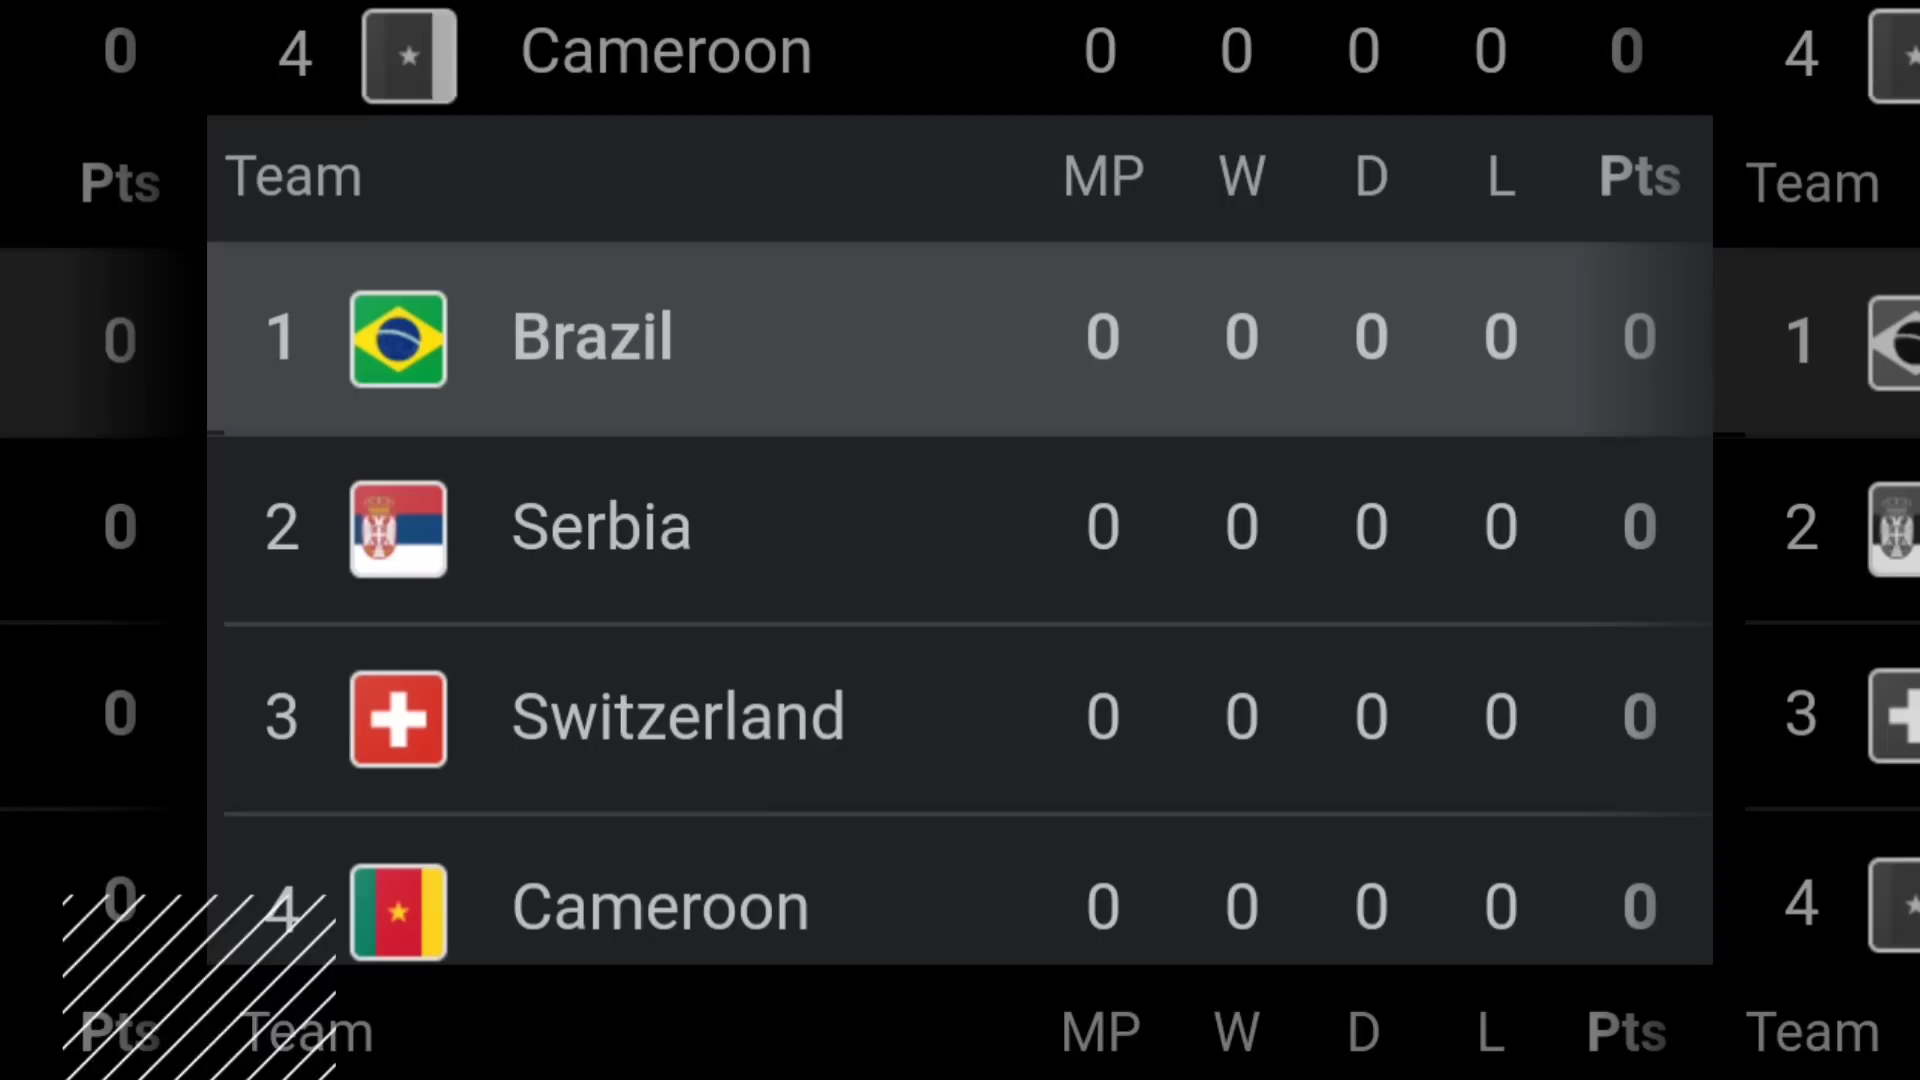 0 4 Cameroon 0 0 0 0 0 4
Pts Team MP W D L Pts Team
0 1 Brazil 0 0 0 0 0 1
0 2 Serbia 0 0 0 0 0 2
0 3 Switzerland 0 0 0 0 0 3
0 4 Cameroon 0 0 0 0 0 4
Pts Team MP W D L Pts Team